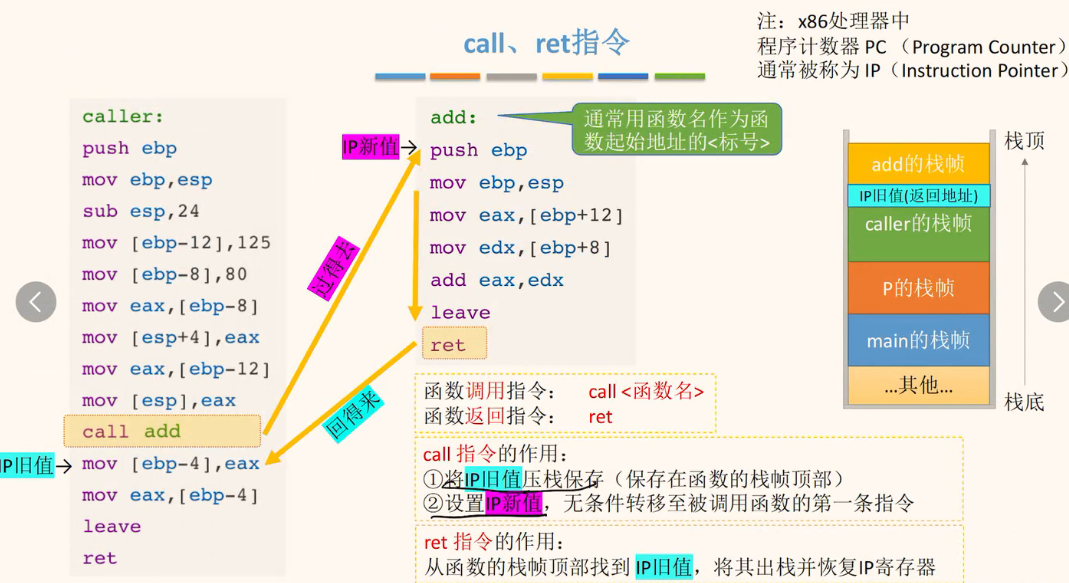 call、ret指令
注：x86处理器中
程序计数器 PC （Program Counter）
通常被称为 IP（Instruction Pointer）
caller:
push ebp
mov ebp,esp
sub esp,24
mov [ebp-12],125
mov [ebp-8],80
mov eax,[ebp-8]
mov [esp+4],eax
mov eax,[ebp-12]
mov [esp],eax
call add
IP旧值→
mov [ebp-4],eax
mov eax,[ebp-4]
leave
ret
过得去
回得来
IP新值→
add:
push ebp
mov ebp,esp
mov eax,[ebp+12]
mov edx,[ebp+8]
add eax,edx
leave
ret
通常用函数名作为函
数起始地址的<标号>
函数调用指令： call <函数名>
函数返回指令： ret
call 指令的作用：
①将IP旧值压栈保存（保存在函数的栈帧顶部）
②设置IP新值，无条件转移至被调用函数的第一条指令
ret 指令的作用：
从函数的栈帧顶部找到 IP旧值，将其出栈并恢复IP寄存器
栈顶
add的栈帧
IP旧值(返回地址)
caller的栈帧
P的栈帧
main的栈帧
...其他...
栈底